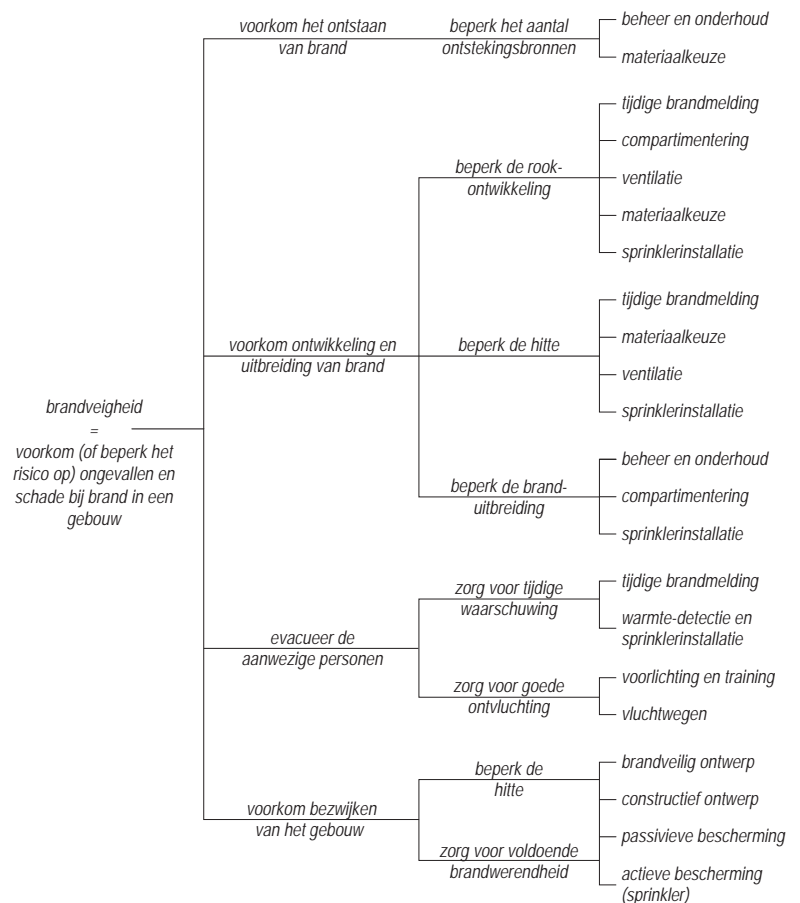 voorkom het ontstaan
van brand
beperk het aantal
ontstekingsbronnen
beheer en onderhoud
materiaalkeuze
tijdige brandmelding
compartimentering
beperk de rook-
ontwikkeling
ventilatie
materiaalkeuze
sprinklerinstallatie
tijdige brandmelding
voorkom ontwikkeling en
uitbreiding van brand
beperk de hitte
materiaalkeuze
ventilatie
sprinklerinstallatie
brandveigheid
=
voorkom (of beperk het
risico op) ongevallen en
schade bij brand in een
gebouw
beheer en onderhoud
beperk de brand-
uitbreiding
compartimentering
sprinklerinstallatie
zorg voor tijdige
waarschuwing
tijdige brandmelding
warmte-detectie en
sprinklerinstallatie
evacueer de
aanwezige personen
zorg voor goede
ontvluchting
voorlichting en training
vluchtwegen
beperk de
hitte
brandveilig ontwerp
constructief ontwerp
voorkom bezwijken
van het gebouw
zorg voor voldoende
brandwerendheid
passivieve bescherming
actieve bescherming
(sprinkler)